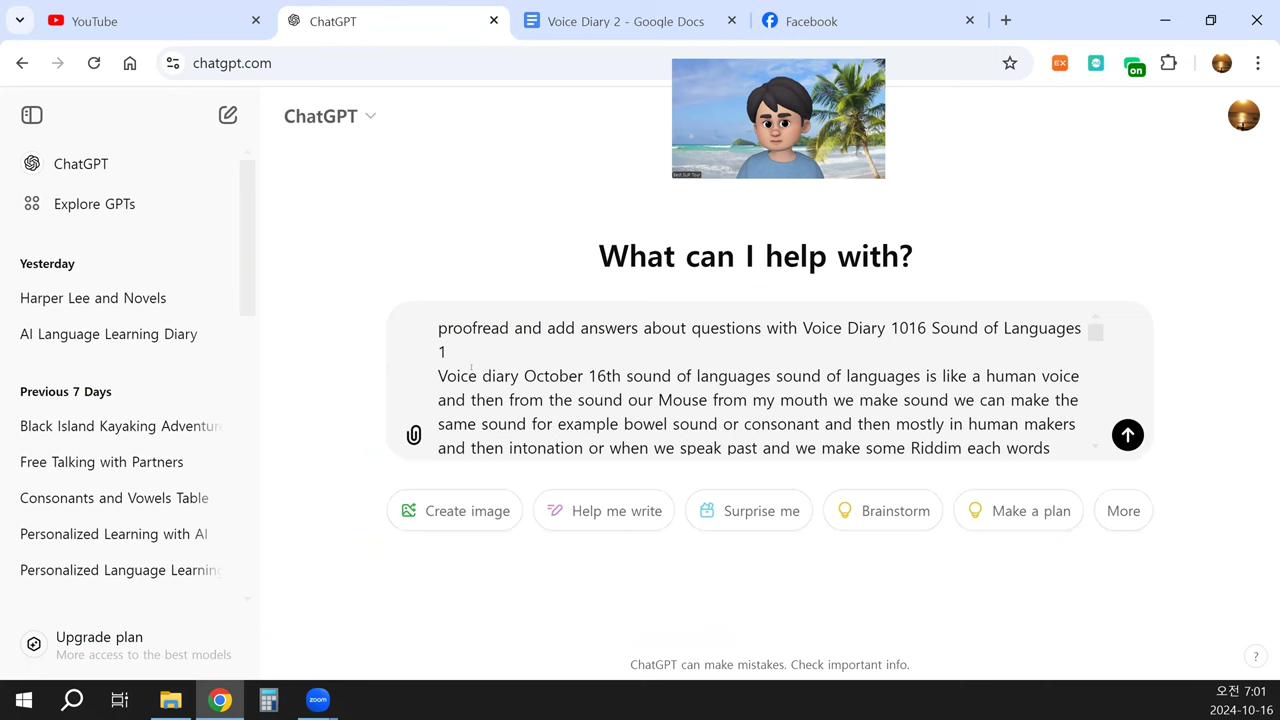 YouTube
ChatGPT
Voice Diary 2 - Google Docs
Facebook
chatgpt.com
EX
on
ChatGPT
ChatGPT
Explore GPTs
Yesterday
Harper Lee and Novels
AI Language Learning Diary
Previous 7 Days
Black Island Kayaking Adventur
Free Talking with Partners
Consonants and Vowels Table
Personalized Learning with AI
Personalized Language Learning
Upgrade plan
More access to the best models
What can I help with?
proofread and add answers about questions with Voice Diary 1016 Sound of Languages
1
Voice diary October 16th sound of languages sound of languages is like a human voice
and then from the sound our Mouse from my mouth we make sound we can make the
same sound for example bowel sound or consonant and then mostly in human makers
and then intonation or when we speak past and we make some Riddim each words
Create image
Help me write
Surprise me
Brainstorm
Make a plan
More
ChatGPT can make mistakes. Check important info.
?
zoom
오전 7:01
2024-10-16